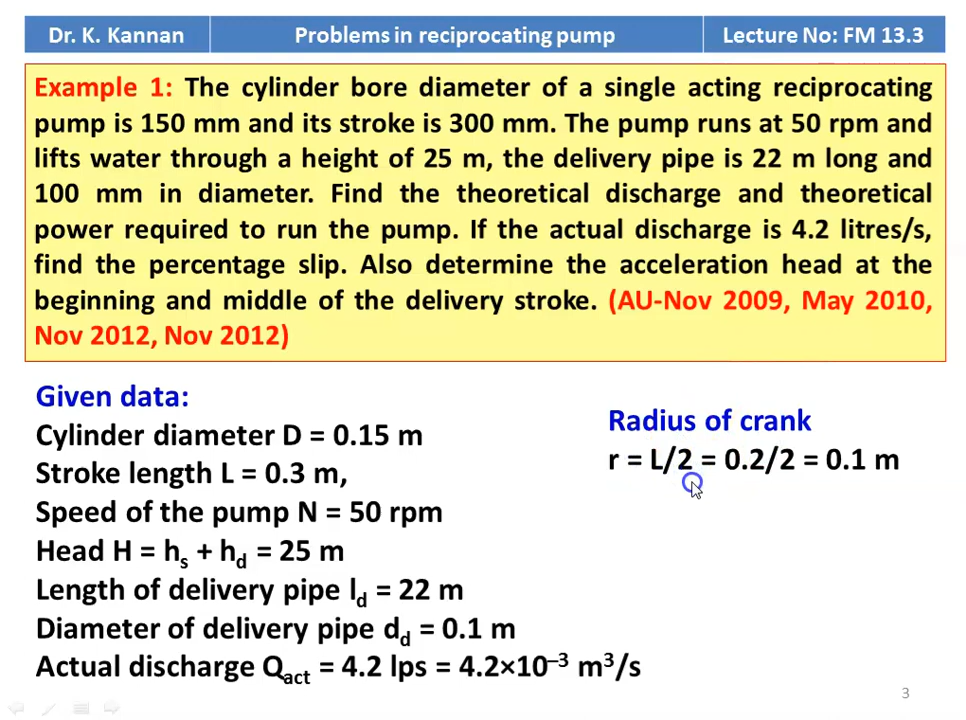 Dr. K. Kannan Problems in reciprocating pump Lecture No: FM 13.3
Example 1: The cylinder bore diameter of a single acting reciprocating
pump is 150 mm and its stroke is 300 mm. The pump runs at 50 rpm and
lifts water through a height of 25 m, the delivery pipe is 22 m long and
100 mm in diameter. Find the theoretical discharge and theoretical
power required to run the pump. If the actual discharge is 4.2 litres/s,
find the percentage slip. Also determine the acceleration head at the
beginning and middle of the delivery stroke. (AU-Nov 2009, May 2010,
Nov 2012, Nov 2012)
Given data:
Cylinder diameter D = 0.15 m
Stroke length L = 0.3 m,
Speed of the pump N = 50 rpm
Head H = hs + hd = 25 m
Length of delivery pipe ld = 22 m
Diameter of delivery pipe dd = 0.1 m
Actual discharge Qact = 4.2 lps = 4.2×10⁻³ m³/s
Radius of crank
r = L/2 = 0.2/2 = 0.1 m
3